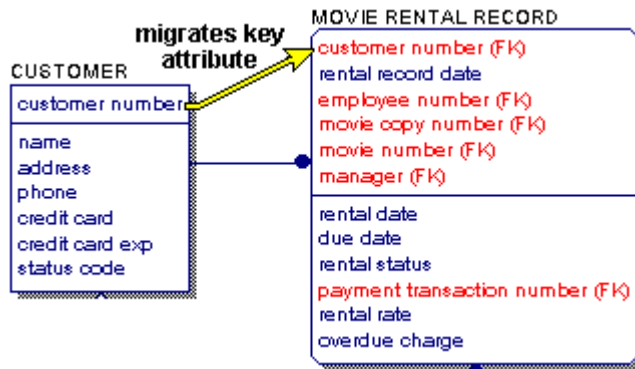 migrates key
attribute
CUSTOMER
customer number
name
address
phone
credit card
credit card exp
status code
MOVIE RENTAL RECORD
customer number (FK)
rental record date
employee number (FK)
movie copy number (FK)
movie number (FK)
manager (FK)
rental date
due date
rental status
payment transaction number (FK)
rental rate
overdue charge